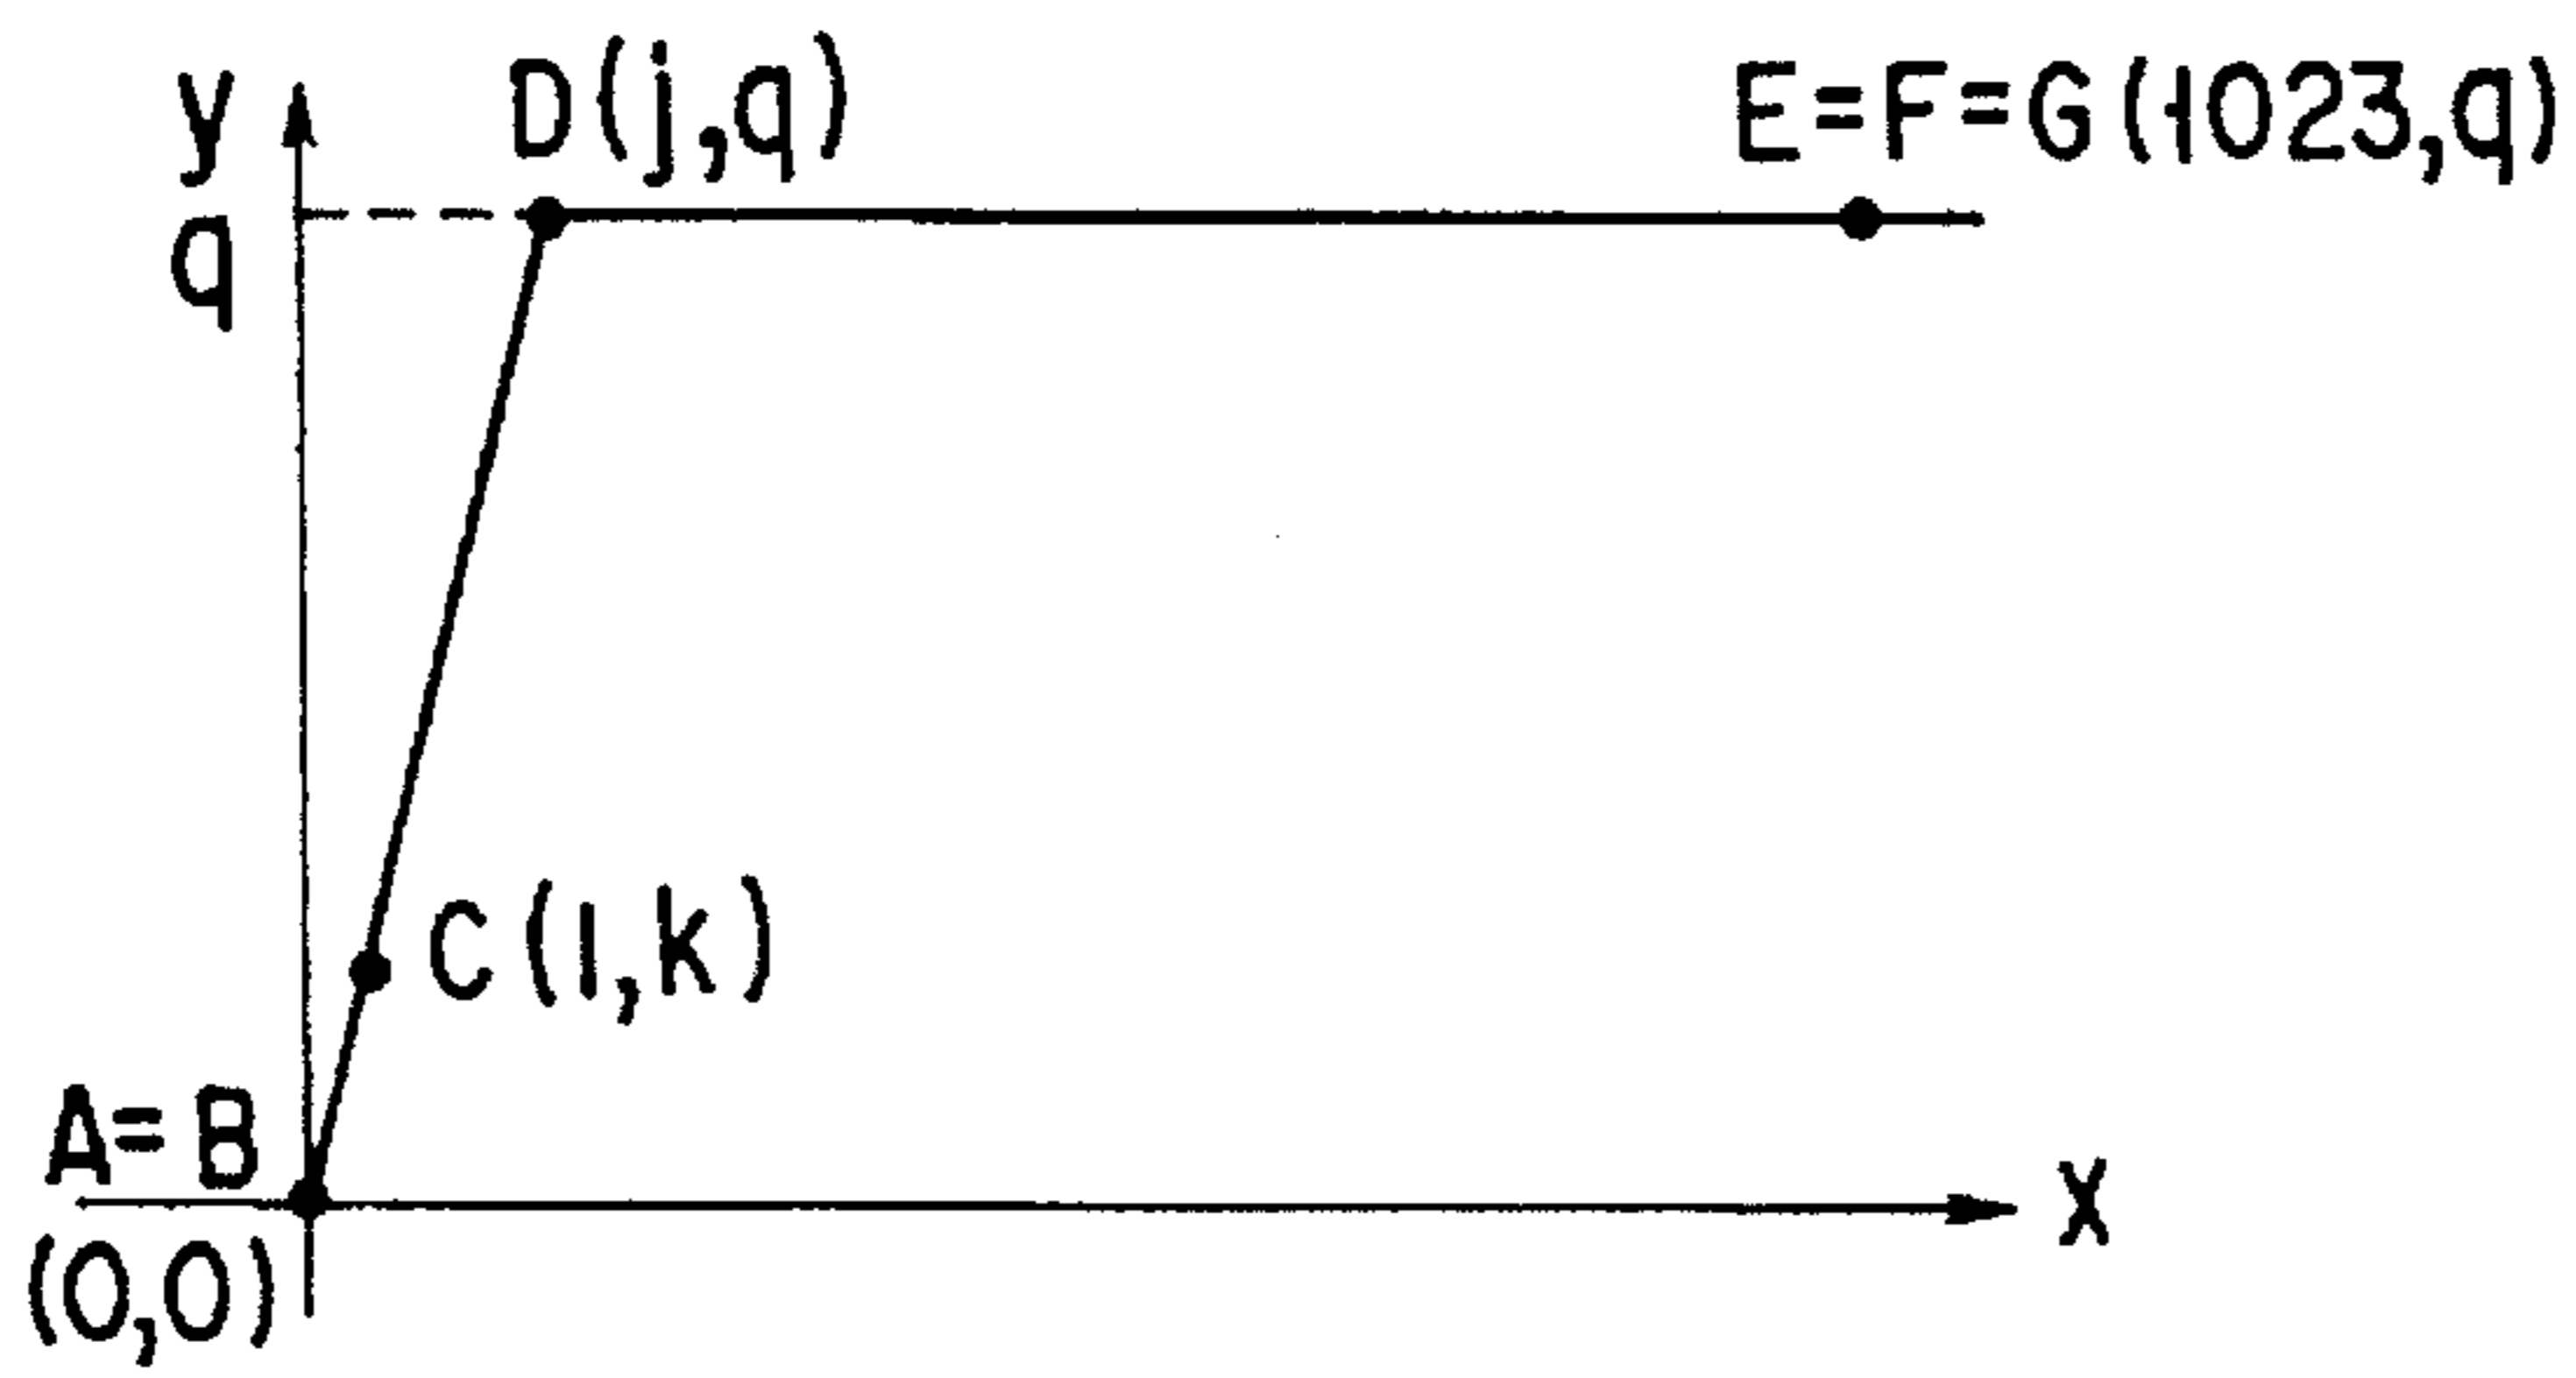 y
D(j,q)
E=F=G(1023,q)
q
C(1,k)
A=B
(0,0)
X